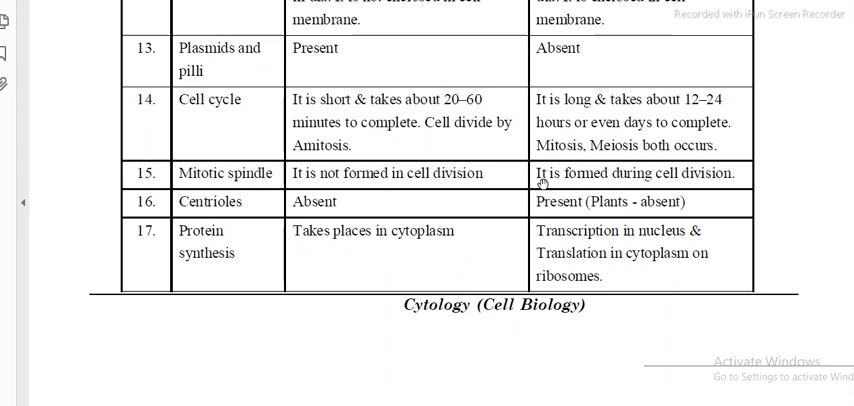 Recorded with iFun Screen Recorder
membrane.
membrane.
13. Plasmids and Present Absent
pilli
14. Cell cycle It is short & takes about 20–60 It is long & takes about 12–24
minutes to complete. Cell divide by hours or even days to complete.
Amitosis. Mitosis, Meiosis both occurs.
15. Mitotic spindle It is not formed in cell division It is formed during cell division.
16. Centrioles Absent Present (Plants - absent)
17. Protein Takes places in cytoplasm Transcription in nucleus &
synthesis Translation in cytoplasm on
ribosomes.
Cytology (Cell Biology)
Activate Windows
Go to Settings to activate Wind